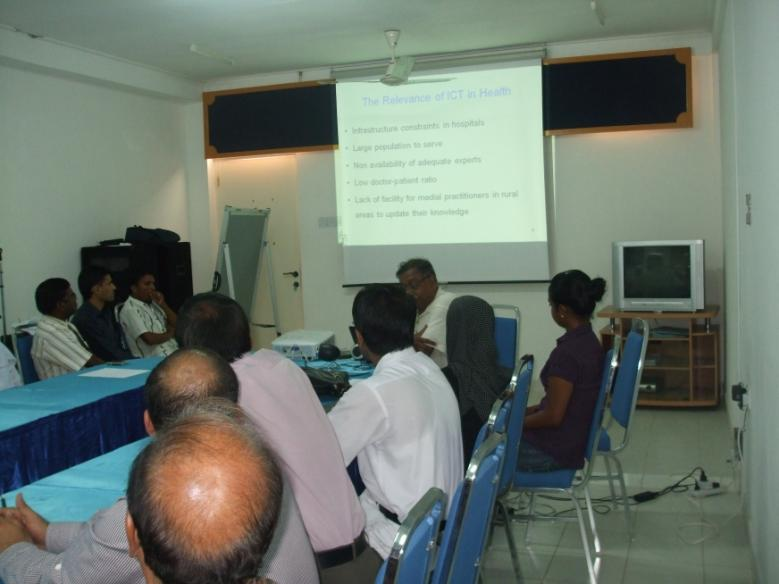 The Relevance of ICT in Health
• Infrastructure constraints in hospitals
• Large population to serve
• Non availability of adequate experts
• Low doctor-patient ratio
• Lack of facility for medial practitioners in rural
areas to update their knowledge